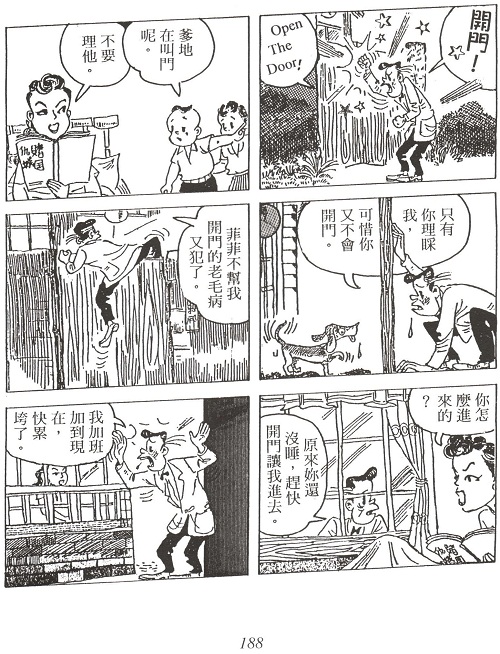 開門!
Open
The
Door!
爹地
在叫門
呢。
不要
理他。
只有
你理睬
我,
可惜你
又不會
開門。
菲菲不幫我
開門的老毛病
又犯了。
你怎
麼進
來的
?
原來妳還
沒睡,趕快
開門讓我進去。
我加班
加到現
在,
快累
垮了。
188